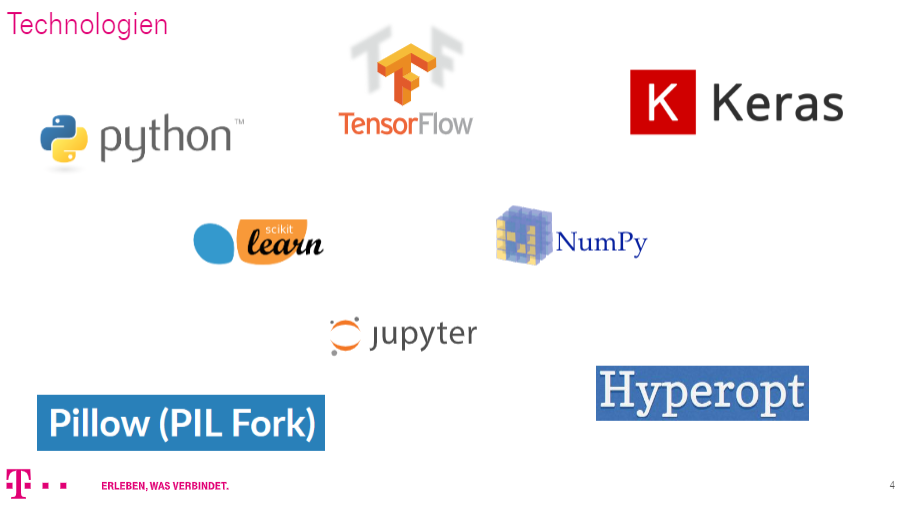 Technologien
TensorFlow
K Keras
python™
scikit
learn
NumPy
jupyter
Hyperopt
Pillow (PIL Fork)
T
ERLEBEN, WAS VERBINDET.
4